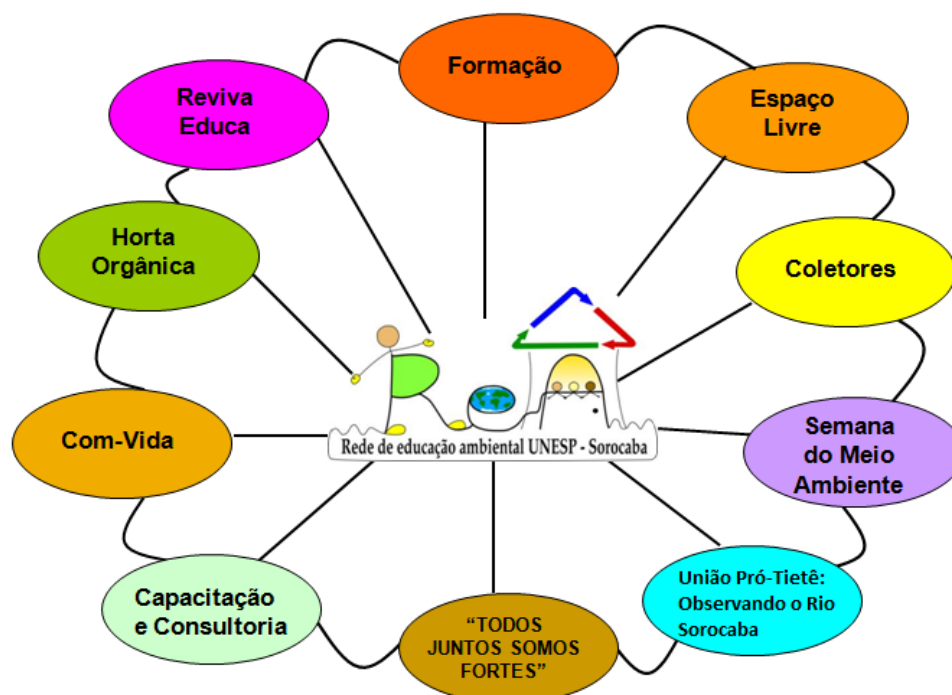 Formação
Reviva
Educa
Espaço
Livre
Horta
Orgânica
Coletores
Com-Vida
Rede de educação ambiental UNESP - Sorocaba
Semana
do Meio
Ambiente
Capacitação
e Consultoria
“TODOS
JUNTOS SOMOS
FORTES”
União Pró-Tietê:
Observando o Rio
Sorocaba